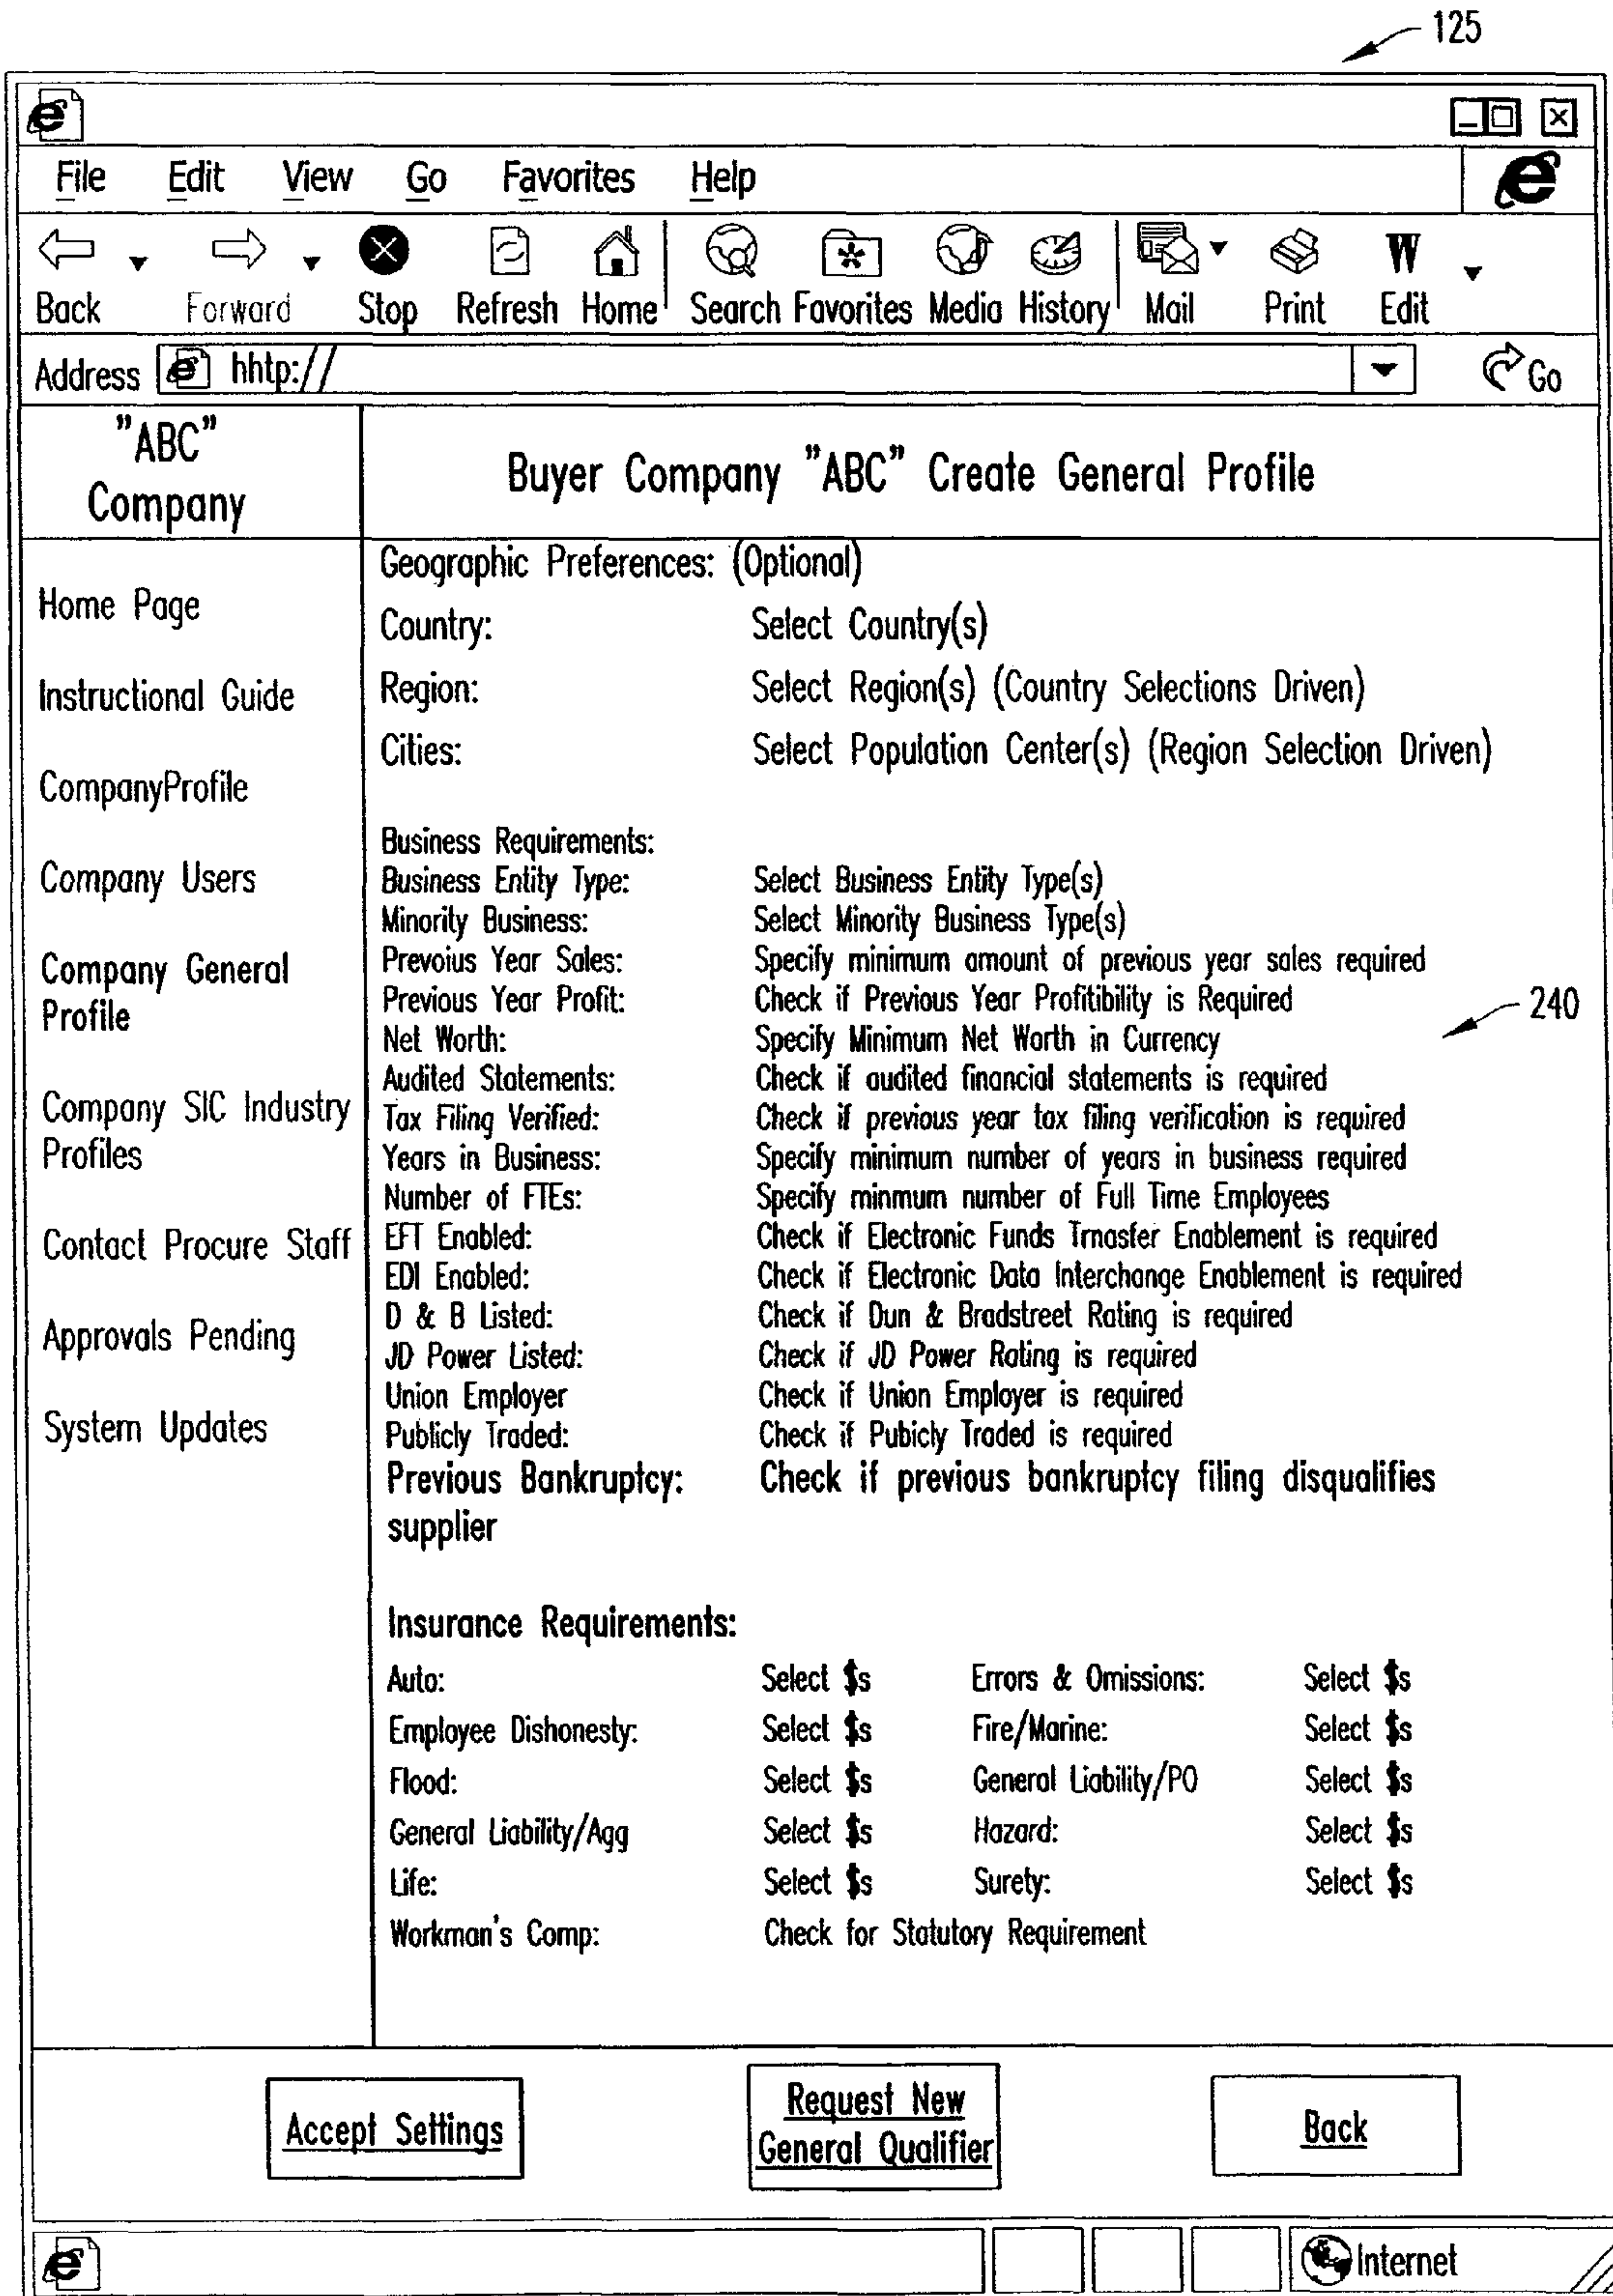 125
File Edit View Go Favorites Help
Back Forward Stop Refresh Home Search Favorites Media History Mail Print Edit
Address hhtp:// Go
"ABC"
Company
Buyer Company "ABC" Create General Profile
Home Page
Instructional Guide
CompanyProfile
Company Users
Company General
Profile
Company SIC Industry
Profiles
Contact Procure Staff
Approvals Pending
System Updates
Geographic Preferences: (Optional)
Country: Select Country(s)
Region: Select Region(s) (Country Selections Driven)
Cities: Select Population Center(s) (Region Selection Driven)
Business Requirements:
Business Entity Type: Select Business Entity Type(s)
Minority Business: Select Minority Business Type(s)
Prevoius Year Sales: Specify minimum amount of previous year sales required
Previous Year Profit: Check if Previous Year Profitibility is Required
240
Net Worth: Specify Minimum Net Worth in Currency
Audited Statements: Check if audited financial statements is required
Tax Filing Verified: Check if previous year tax filing verification is required
Years in Business: Specify minimum number of years in business required
Number of FTEs: Specify minmum number of Full Time Employees
EFT Enabled: Check if Electronic Funds Trnasfer Enablement is required
EDI Enabled: Check if Electronic Data Interchange Enablement is required
D & B Listed: Check if Dun & Bradstreet Rating is required
JD Power Listed: Check if JD Power Rating is required
Union Employer Check if Union Employer is required
Publicly Traded: Check if Pubicly Traded is required
Previous Bankruptcy: Check if previous bankruptcy filing disqualifies
supplier
Insurance Requirements:
Auto: Select $s Errors & Omissions: Select $s
Employee Dishonesty: Select $s Fire/Marine: Select $s
Flood: Select $s General Liability/PO Select $s
General Liability/Agg Select $s Hazard: Select $s
Life: Select $s Surety: Select $s
Workman's Comp: Check for Statutory Requirement
Accept Settings
Request New
General Qualifier
Back
Internet